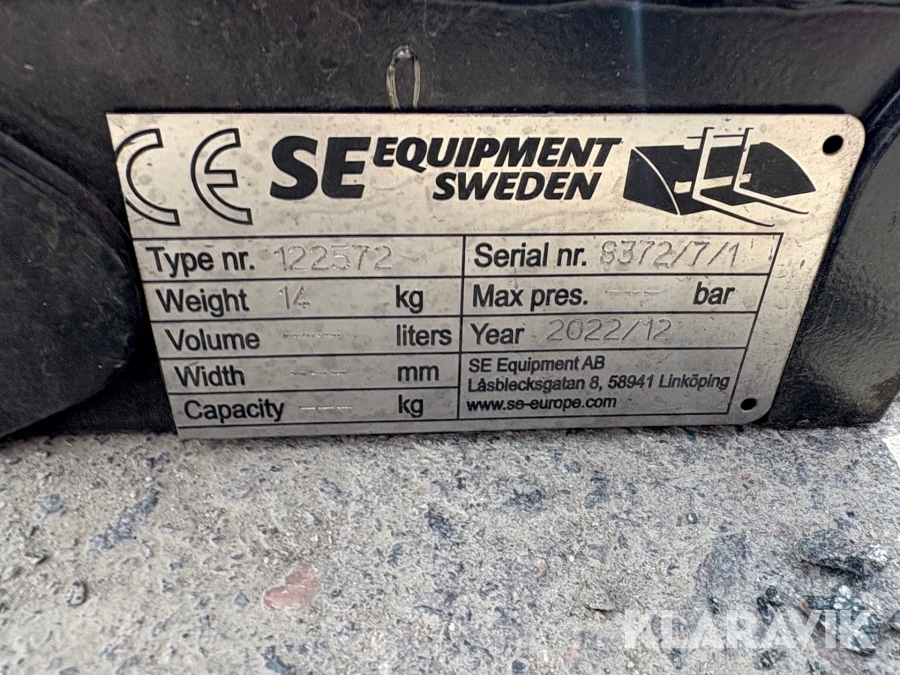 CE SE EQUIPMENT SWEDEN
Type nr. 122572 Serial nr. 8372/7/1
Weight 14 kg Max pres. --- bar
Volume --- liters Year 2022/12
Width --- mm SE Equipment AB
Låsblecksgatan 8, 58941 Linköping
Capacity --- kg www.se-europe.com
KLARAVIK